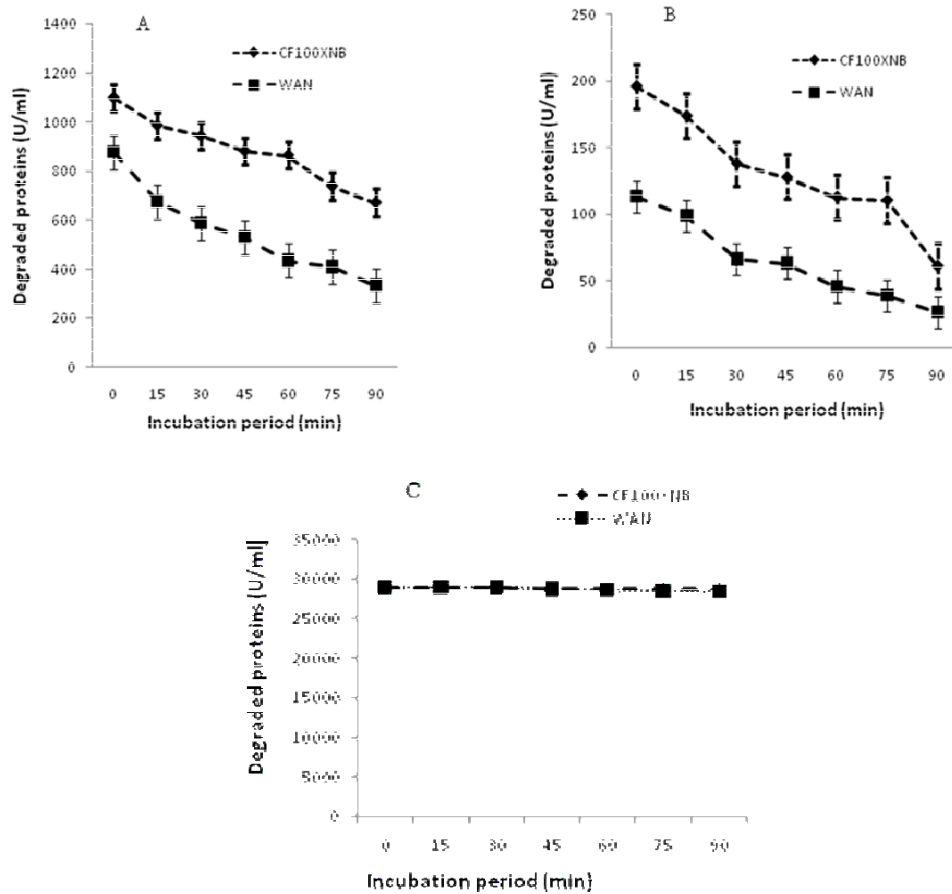 A
Degraded proteins (U/ml)
1400
1200
1000
800
600
400
200
0
CF100XNB
WAN
0 15 30 45 60 75 90
Incubation period (min)
B
Degraded proteins (U/ml)
250
200
150
100
50
0
CF100XNB
WAN
0 15 30 45 60 75 90
Incubation period (min)
C
WAN
Degraded proteins (U/ml)
35000
30000
25000
20000
15000
10000
5000
0
0 15 30 45 60 75 90
Incubation period (min)